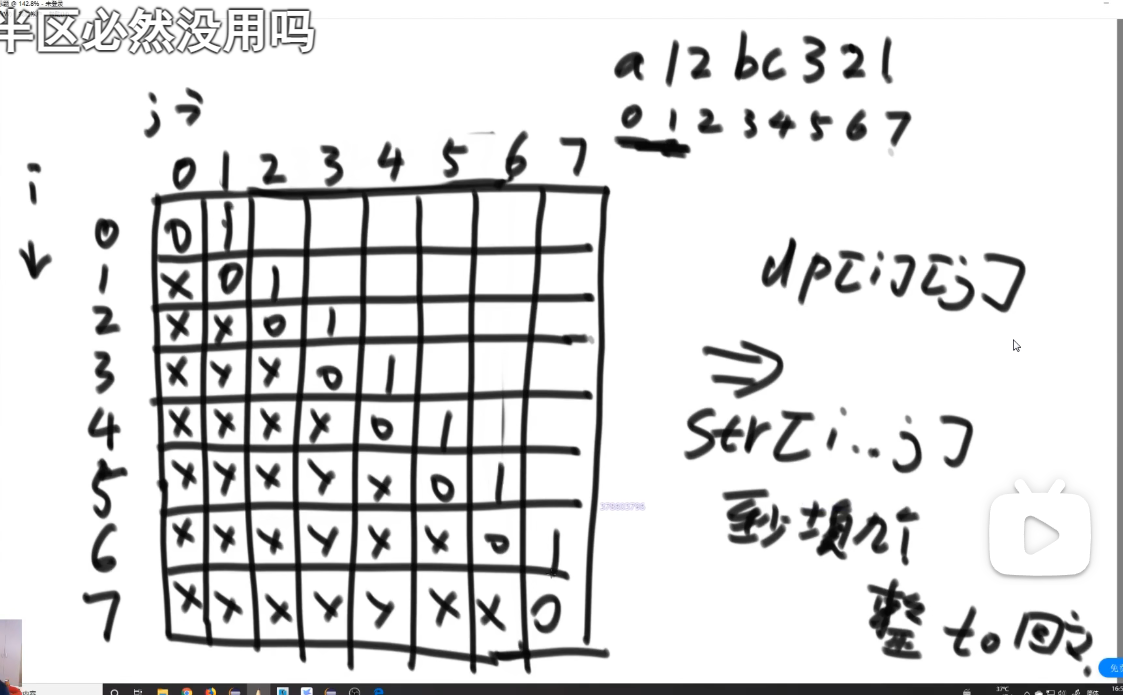 半区必然没用吗
a 1 2 b c 3 2 1
0 1 2 3 4 5 6 7
j →
i ↓
0 1 2 3 4 5 6 7
0 0 1
1 X 0 1
2 X X 0 1
3 X X X 0 1
4 X X X X 0 1
5 X X X X X 0 1
6 X X X X X X 0 1
7 X X X X X X X 0
dp[i][j]
⇒
str[i..j]
至少填几个
整to回文